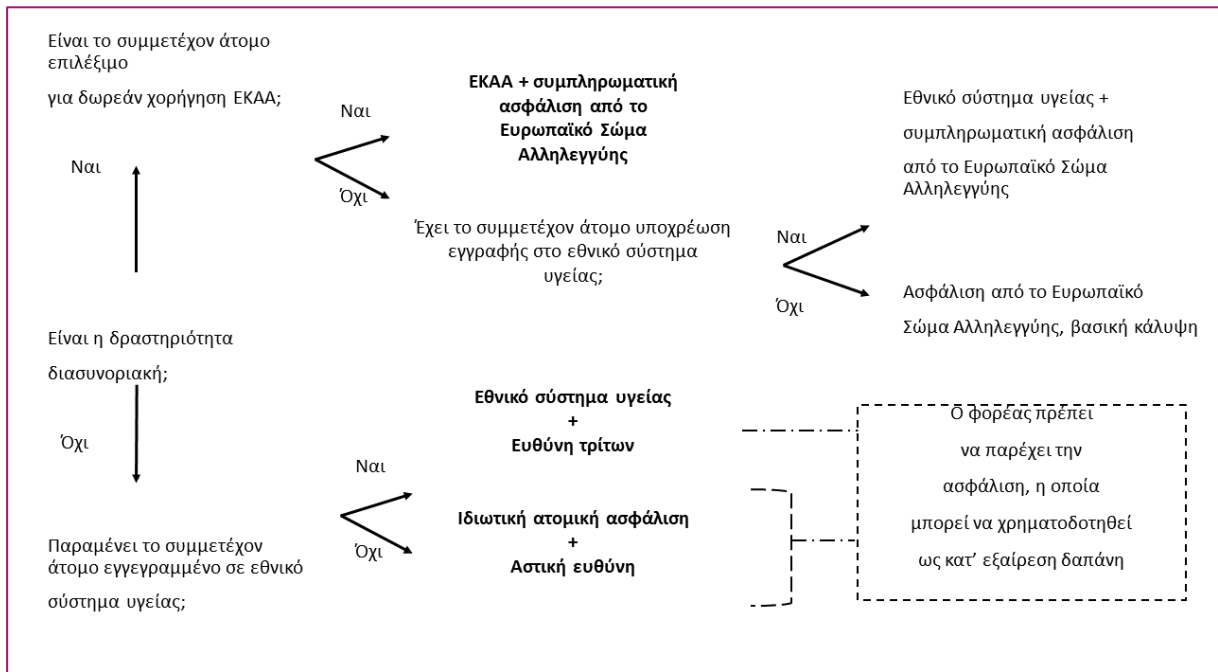 Είναι το συμμετέχον άτομο
επιλέξιμο
για δωρεάν χορήγηση ΕΚΑΑ;
Ναι
Ναι
Όχι
ΕΚΑΑ + συμπληρωματική
ασφάλιση από το
Ευρωπαϊκό Σώμα
Αλληλεγγύης
Έχει το συμμετέχον άτομο υποχρέωση
εγγραφής στο εθνικό σύστημα
υγείας;
Ναι
Όχι
Εθνικό σύστημα υγείας +
συμπληρωματική ασφάλιση
από το Ευρωπαϊκό Σώμα
Αλληλεγγύης
Ασφάλιση από το Ευρωπαϊκό
Σώμα Αλληλεγγύης, βασική κάλυψη
Είναι η δραστηριότητα
διασυνοριακή;
Όχι
Παραμένει το συμμετέχον
άτομο εγγεγραμμένο σε εθνικό
σύστημα υγείας;
Ναι
Όχι
Εθνικό σύστημα υγείας
+
Ευθύνη τρίτων
Ιδιωτική ατομική ασφάλιση
+
Αστική ευθύνη
Ο φορέας πρέπει
να παρέχει την
ασφάλιση, η οποία
μπορεί να χρηματοδοτηθεί
ως κατ’ εξαίρεση δαπάνη